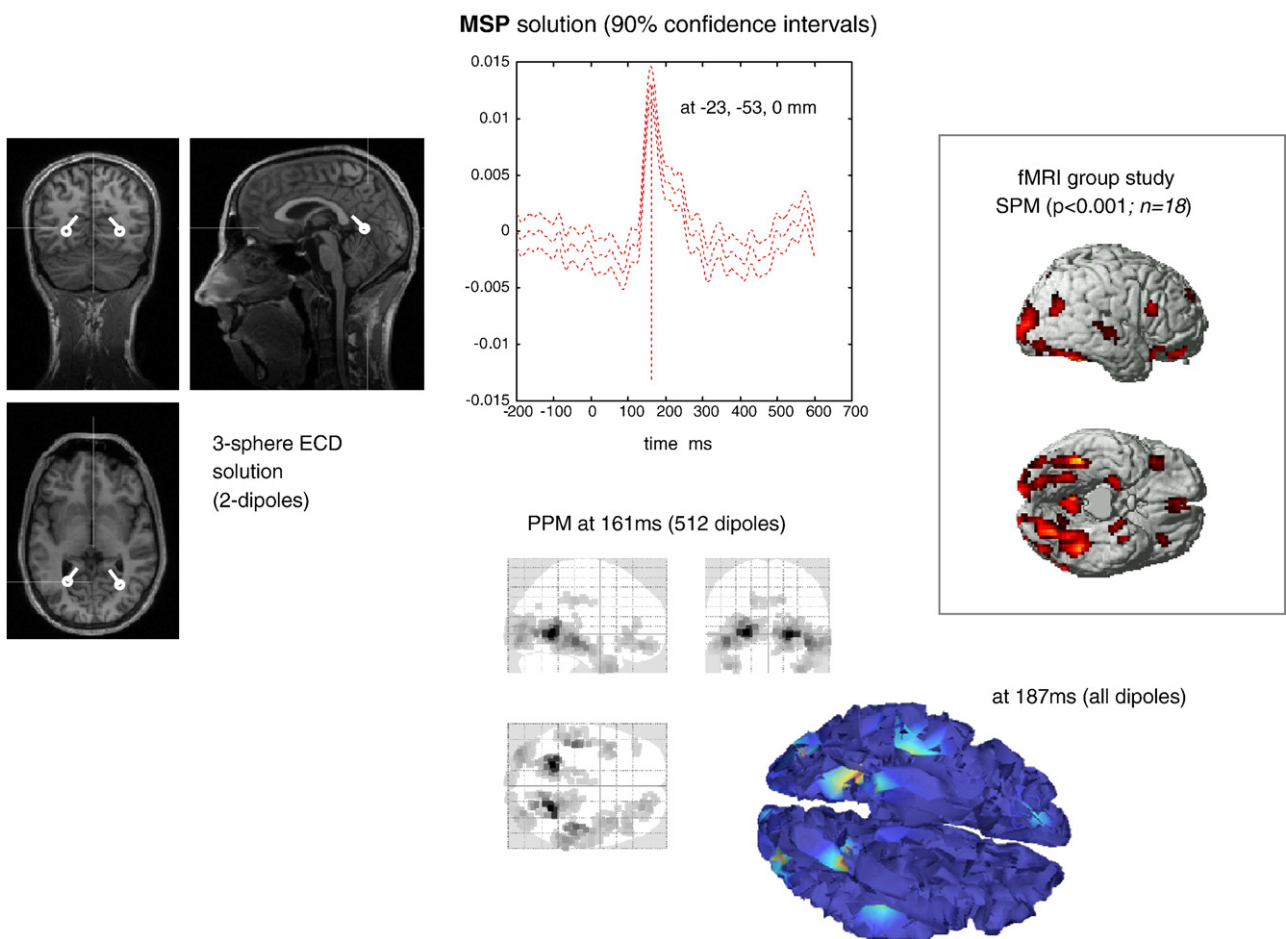 MSP solution (90% confidence intervals)
0.015
0.01
0.005
0
-0.005
-0.01
-0.015
-200 -100 0 100 200 300 400 500 600 700
at -23, -53, 0 mm
time ms
3-sphere ECD
solution
(2-dipoles)
fMRI group study
SPM (p<0.001; n=18)
PPM at 161ms (512 dipoles)
at 187ms (all dipoles)